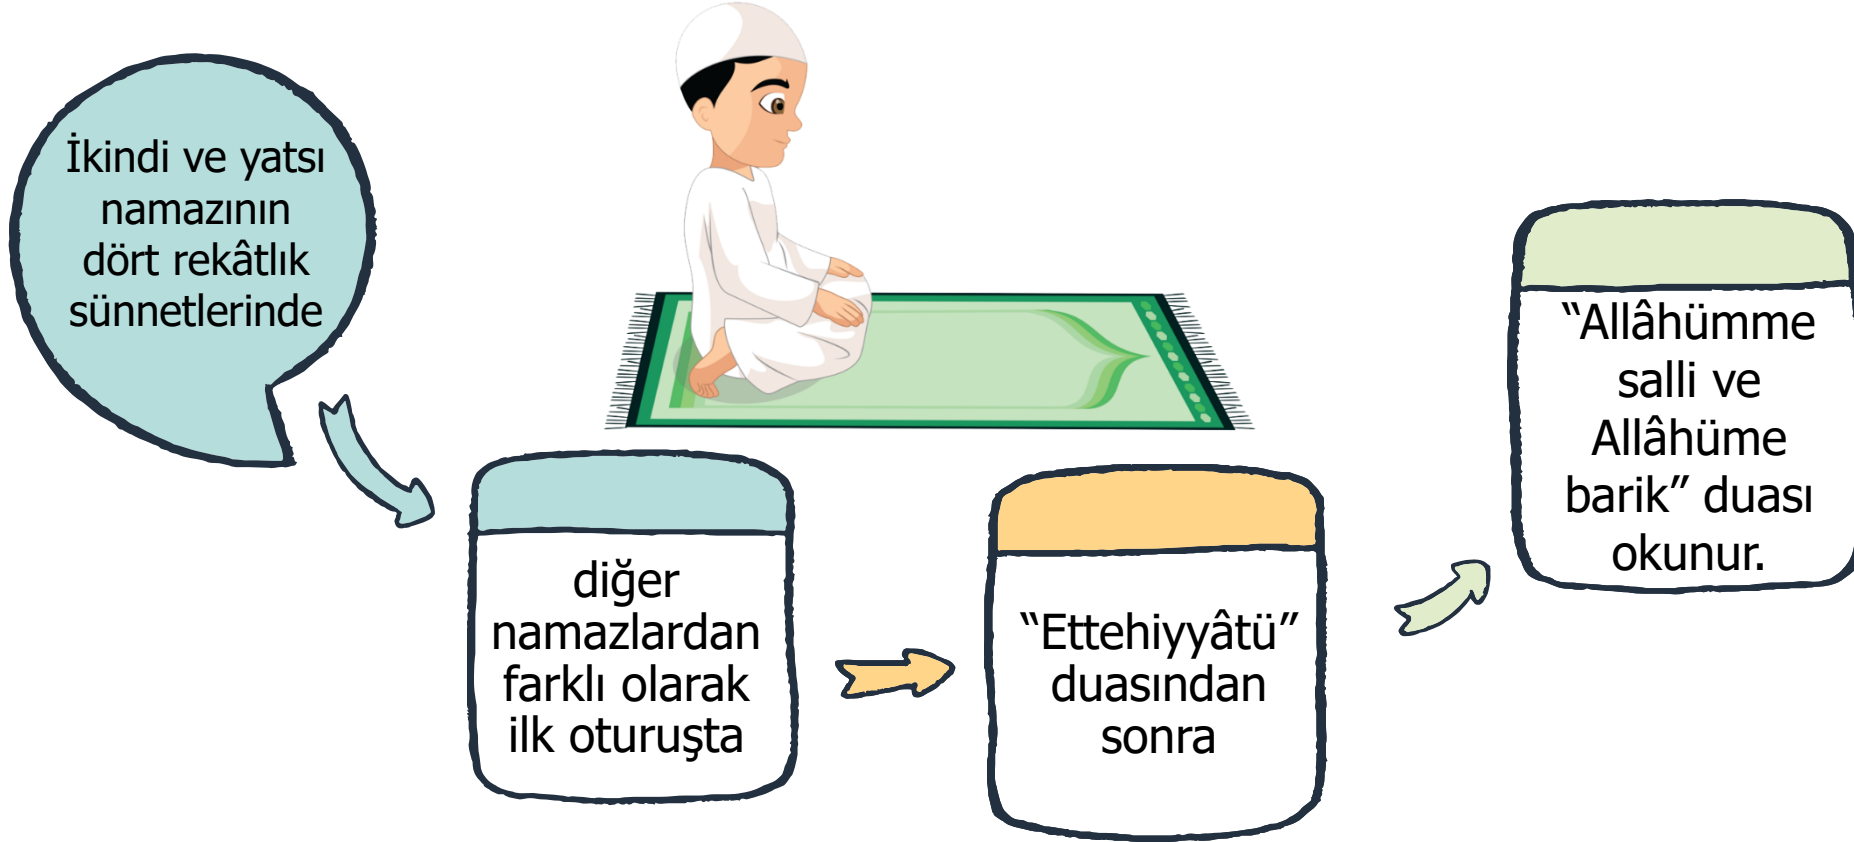 İkindi ve yatsı
namazının
dört rekâtlık
sünnetlerinde
diğer
namazlardan
farklı olarak
ilk oturuşta
“Ettehiyyâtü”
duasından
sonra
“Allâhümme
salli ve
Allâhüme
barik” duası
okunur.